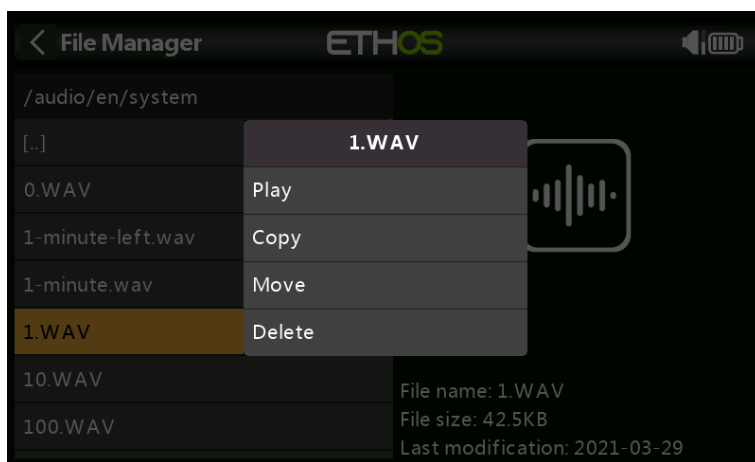 File Manager
ETHOS
/audio/en/system
[..]
0.WAV
1-minute-left.wav
1-minute.wav
1.WAV
10.WAV
100.WAV
1.WAV
Play
Copy
Move
Delete
File name: 1.WAV
File size: 42.5KB
Last modification: 2021-03-29